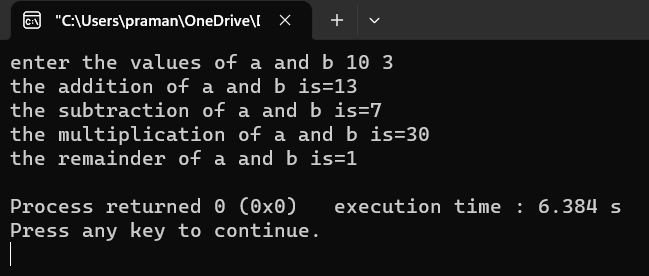 "C:\Users\praman\OneDrive\D
enter the values of a and b 10 3
the addition of a and b is=13
the subtraction of a and b is=7
the multiplication of a and b is=30
the remainder of a and b is=1
Process returned 0 (0x0)   execution time : 6.384 s
Press any key to continue.